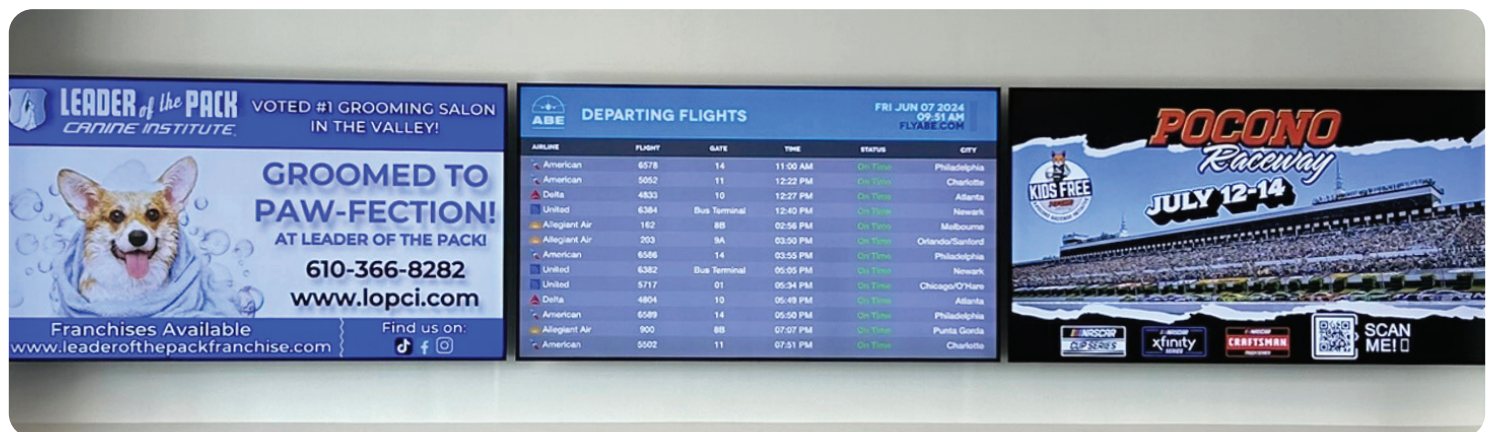 LEADER of the PACK
CANINE INSTITUTE
VOTED #1 GROOMING SALON
IN THE VALLEY!
GROOMED TO
PAW-FECTION!
AT LEADER OF THE PACK!
610-366-8282
www.lopci.com
Franchises Available
www.leaderofthepackfranchise.com
Find us on:
ABE
DEPARTING FLIGHTS
FRI JUN 07 2024
09:51 AM
FLYABE.COM
AIRLINE FLIGHT GATE TIME STATUS CITY
American 6578 14 11:00 AM On Time Philadelphia
American 5052 11 12:22 PM On Time Charlotte
Delta 4833 10 12:27 PM On Time Atlanta
United 6384 Bus Terminal 12:40 PM On Time Newark
Allegiant Air 162 8B 02:56 PM On Time Melbourne
Allegiant Air 203 9A 03:50 PM On Time Orlando/Sanford
American 6586 14 03:55 PM On Time Philadelphia
United 6382 Bus Terminal 05:05 PM On Time Newark
United 5717 01 05:34 PM On Time Chicago/O'Hare
Delta 4804 10 05:49 PM On Time Atlanta
American 6589 14 05:50 PM On Time Philadelphia
Allegiant Air 900 8B 07:07 PM On Time Punta Gorda
American 5502 11 07:51 PM On Time Charlotte
POCONO
Raceway
KIDS FREE
JULY 12-14
NASCAR
CUP SERIES
NASCAR
xfinity
SERIES
NASCAR
CRAFTSMAN
TRUCK SERIES
SCAN
ME!